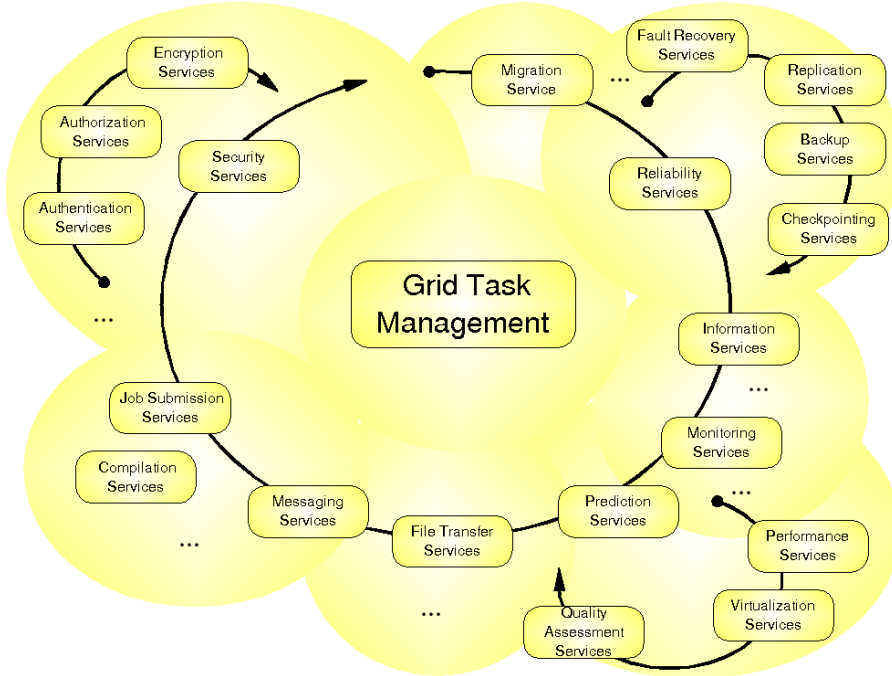 Encryption
Services
Authorization
Services
Authentication
Services
...
Security
Services
Migration
Service
...
Fault Recovery
Services
Replication
Services
Backup
Services
Checkpointing
Services
Reliability
Services
Grid Task
Management
Information
Services
...
Monitoring
Services
...
Job Submission
Services
Compilation
Services
...
Messaging
Services
File Transfer
Services
...
Prediction
Services
Performance
Services
Virtualization
Services
Quality
Assessment
Services